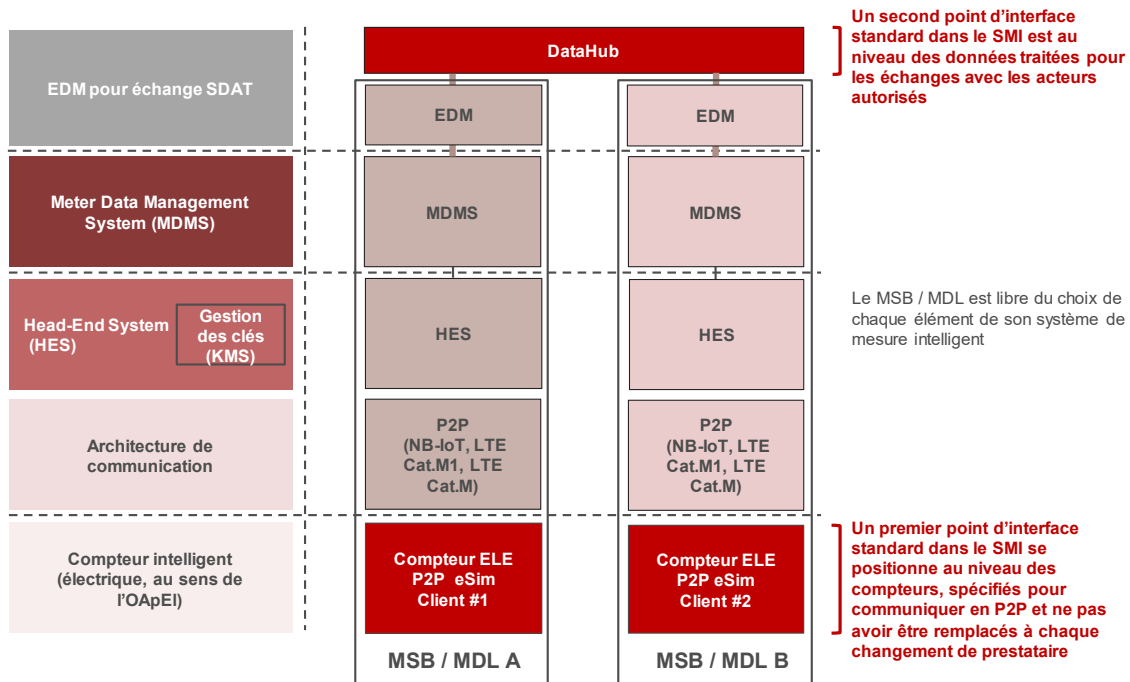 DataHub
Un second point d’interface
standard dans le SMI est au
niveau des données traitées pour
les échanges avec les acteurs
autorisés
EDM pour échange SDAT
EDM
EDM
Meter Data Management
System (MDMS)
MDMS
MDMS
Head-End System
(HES)
Gestion
des clés
(KMS)
HES
HES
Le MSB / MDL est libre du choix de
chaque élément de son système de
mesure intelligent
Architecture de
communication
P2P
(NB-IoT, LTE
Cat.M1, LTE
Cat.M)
P2P
(NB-IoT, LTE
Cat.M1, LTE
Cat.M)
Compteur intelligent
(électrique, au sens de
l’OApEl)
Compteur ELE
P2P eSim
Client #1
Compteur ELE
P2P eSim
Client #2
Un premier point d’interface
standard dans le SMI se
positionne au niveau des
compteurs, spécifiés pour
communiquer en P2P et ne pas
avoir être remplacés à chaque
changement de prestataire
MSB / MDL A
MSB / MDL B